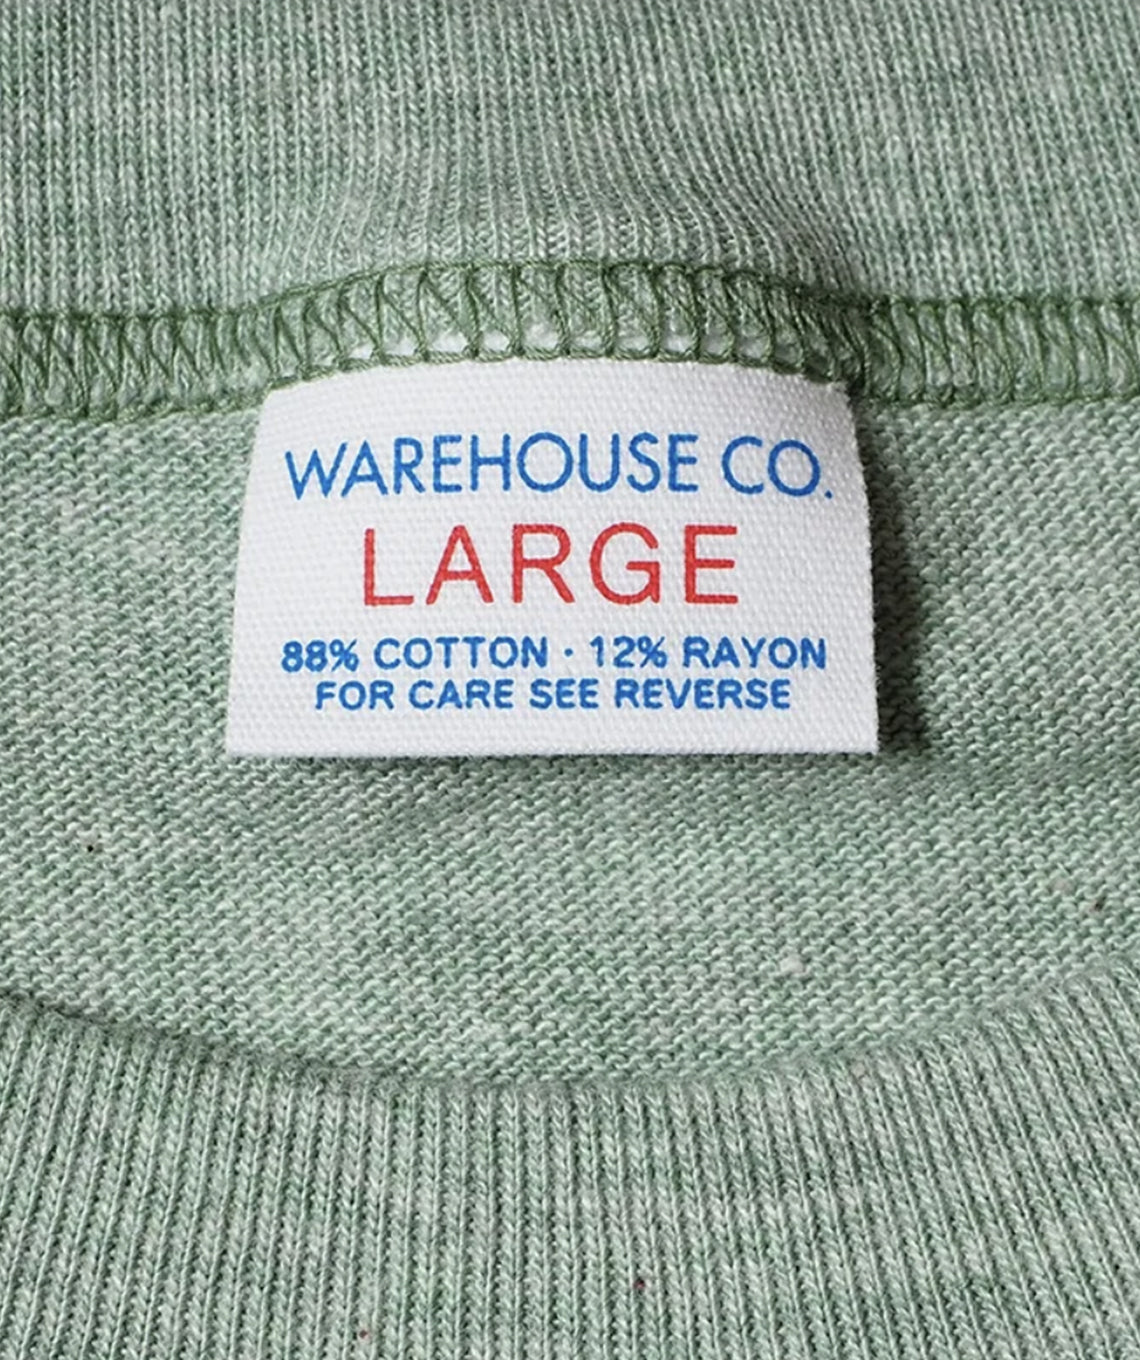 WAREHOUSE CO.
LARGE
88% COTTON · 12% RAYON
FOR CARE SEE REVERSE